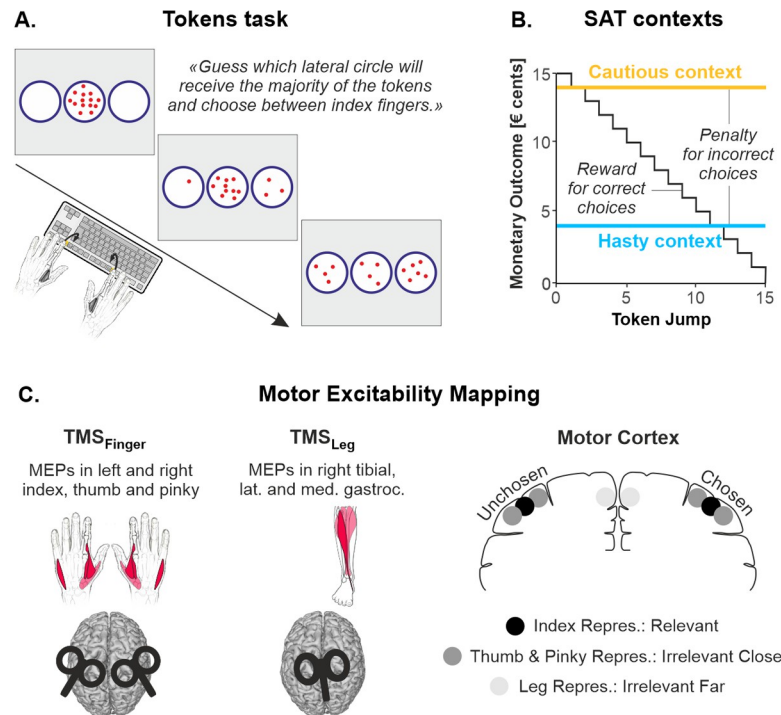 A.
Tokens task
«Guess which lateral circle will
receive the majority of the tokens
and choose between index fingers.»
B.
SAT contexts
Monetary Outcome [€ cents]
15
10
5
0
Cautious context
Penalty
for incorrect
choices
Reward
for correct
choices
Hasty context
0
5
10
15
Token Jump
C.
Motor Excitability Mapping
TMSFinger
MEPs in left and right
index, thumb and pinky
TMSLeg
MEPs in right tibial,
lat. and med. gastroc.
Motor Cortex
Unchosen
Chosen
Index Repres.: Relevant
Thumb & Pinky Repres.: Irrelevant Close
Leg Repres.: Irrelevant Far